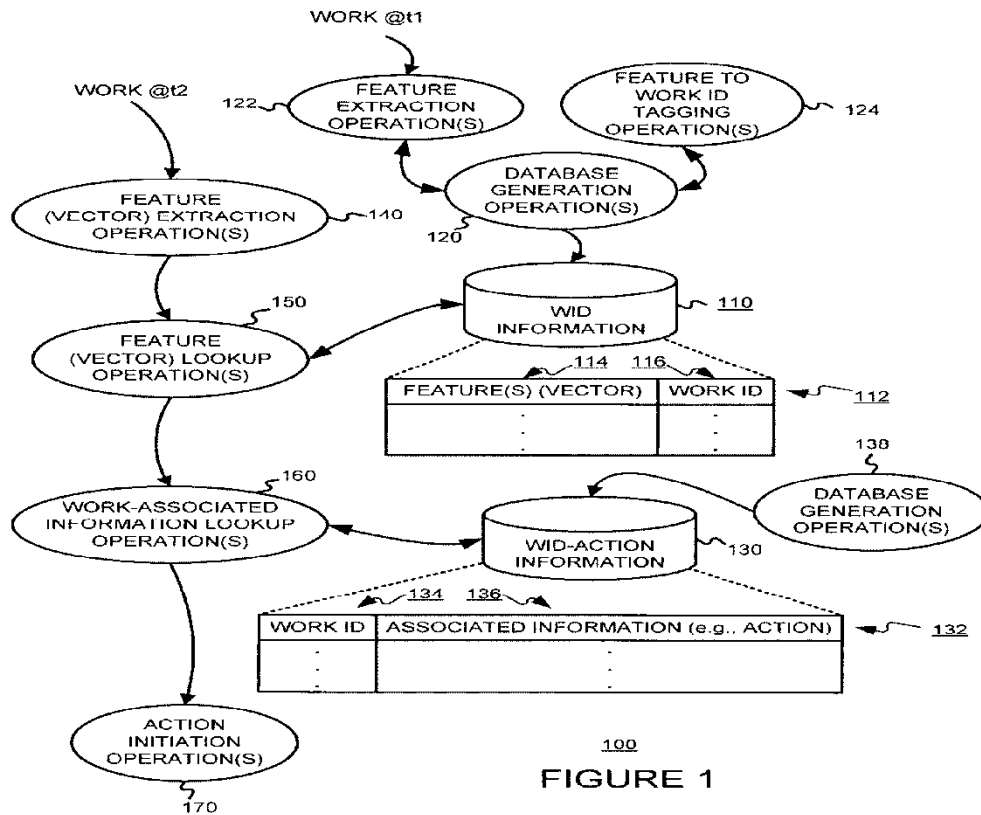 WORK @t1
WORK @t2
122
FEATURE
EXTRACTION
OPERATION(S)
FEATURE TO
WORK ID
TAGGING
OPERATION(S)
124
DATABASE
GENERATION
OPERATION(S)
120
FEATURE
(VECTOR) EXTRACTION
OPERATION(S)
140
150
FEATURE
(VECTOR) LOOKUP
OPERATION(S)
WID
INFORMATION
110
114
116
FEATURE(S) (VECTOR)
WORK ID
112
138
DATABASE
GENERATION
OPERATION(S)
160
WORK-ASSOCIATED
INFORMATION LOOKUP
OPERATION(S)
WID-ACTION
INFORMATION
130
134
136
WORK ID
ASSOCIATED INFORMATION (e.g., ACTION)
132
ACTION
INITIATION
OPERATION(S)
170
100
FIGURE 1